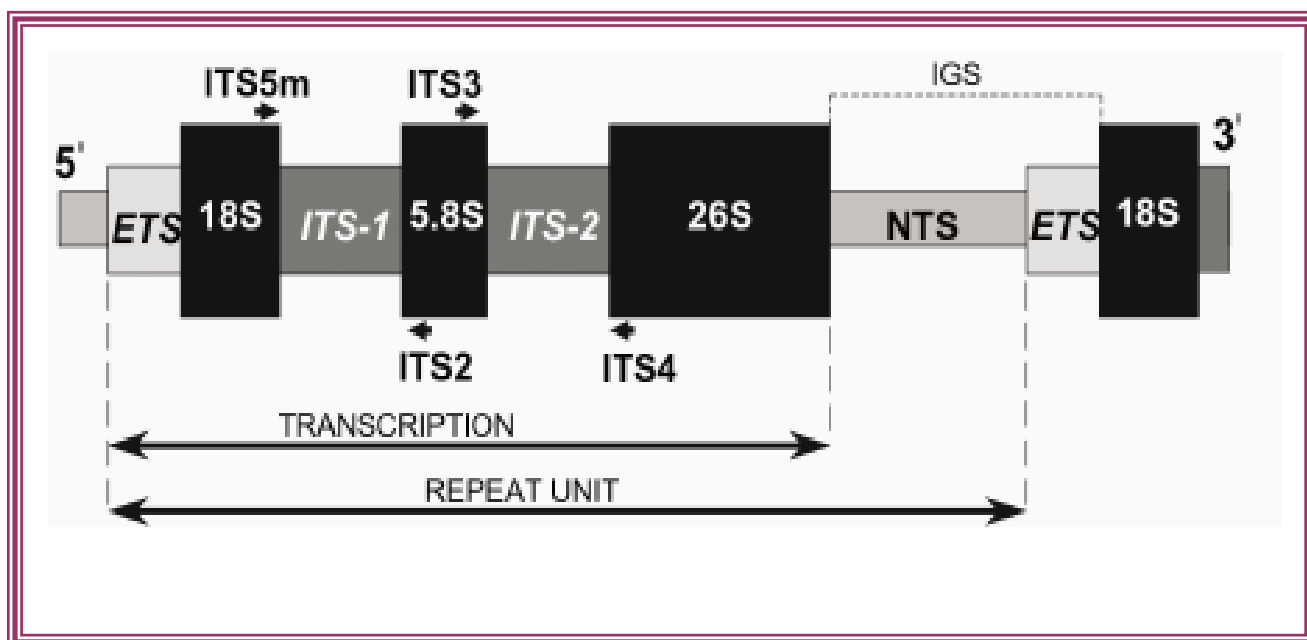 ITS5m ITS3 IGS
5' 3'
ETS 18S ITS-1 5.8S ITS-2 26S NTS ETS 18S
ITS2 ITS4
TRANSCRIPTION
REPEAT UNIT